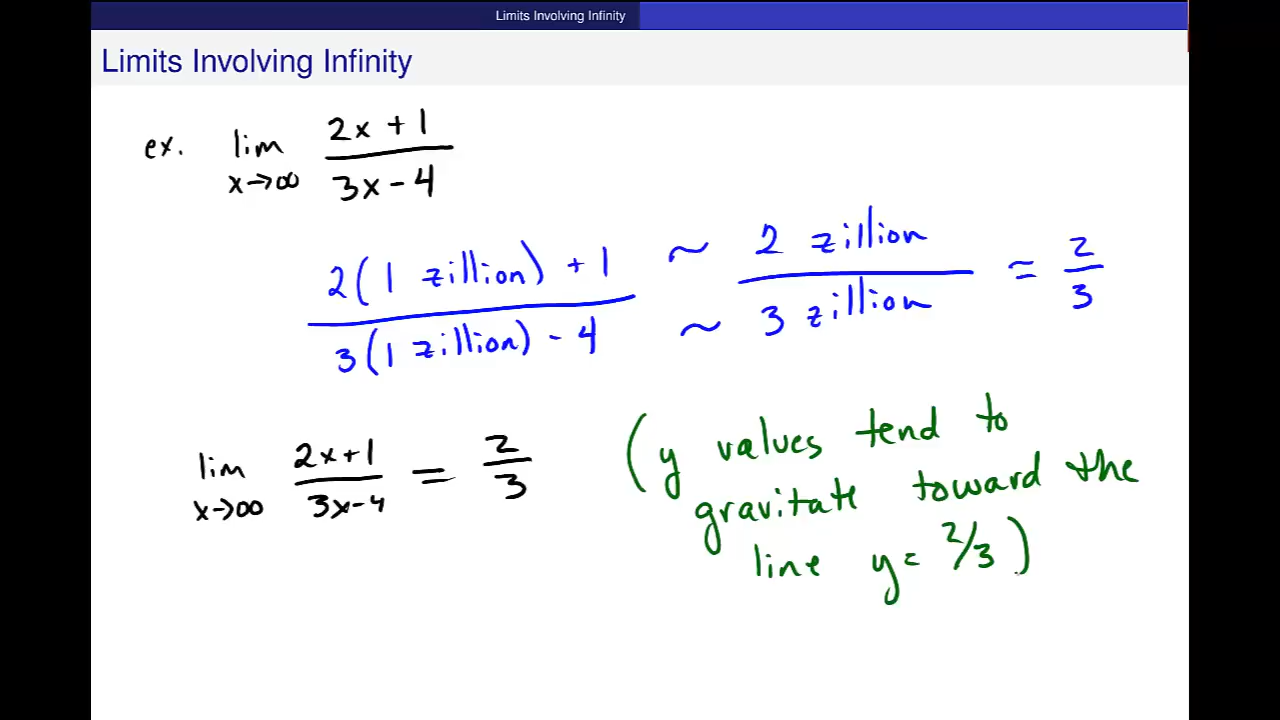 Limits Involving Infinity
Limits Involving Infinity
ex. lim x→∞ (2x + 1)/(3x - 4)
2(1 zillion) + 1 ~ 2 zillion = 2/3
3(1 zillion) - 4 ~ 3 zillion
lim x→∞ (2x+1)/(3x-4) = 2/3
(y values tend to
gravitate toward the
line y= 2/3)